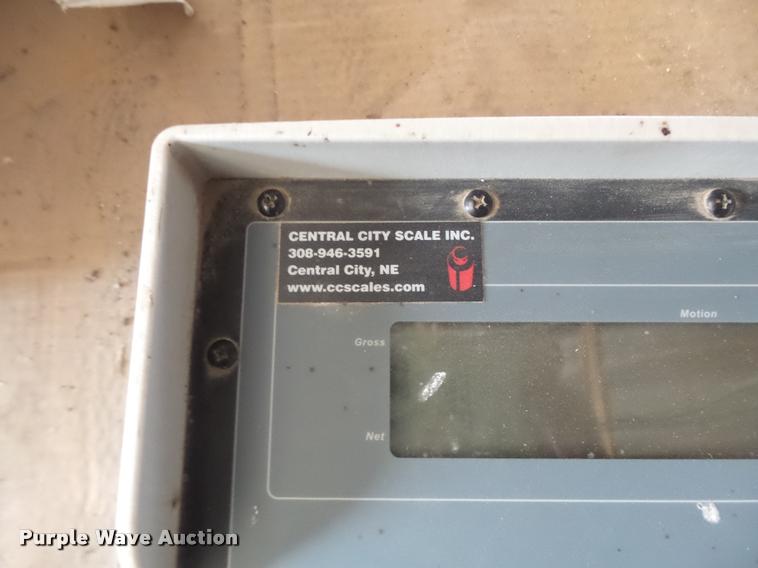 CENTRAL CITY SCALE INC.
308-946-3591
Central City, NE
www.ccscales.com
Motion
Gross
Net
Purple Wave Auction